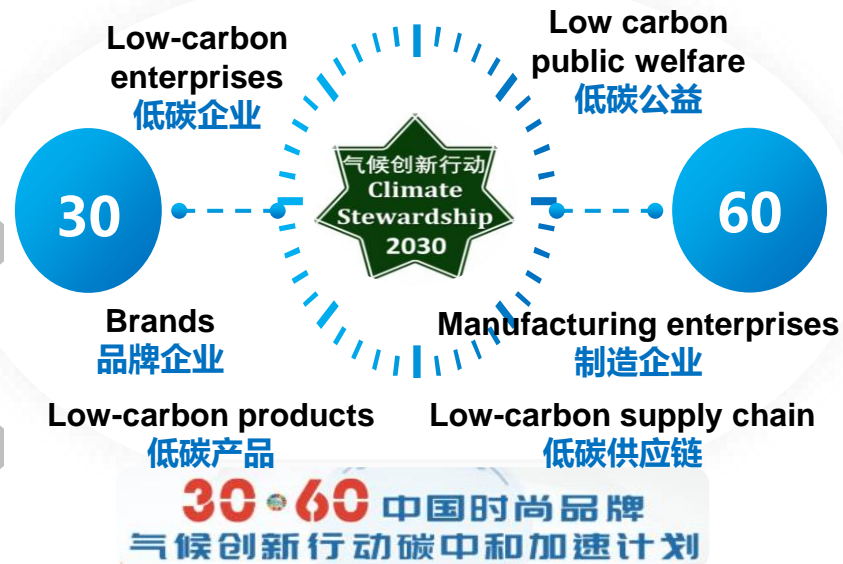 Low-carbon
enterprises
低碳企业
Low carbon
public welfare
低碳公益
30
气候创新行动
Climate
Stewardship
2030
60
Brands
品牌企业
Manufacturing enterprises
制造企业
Low-carbon products
低碳产品
Low-carbon supply chain
低碳供应链
30·60 中国时尚品牌
气候创新行动碳中和加速计划